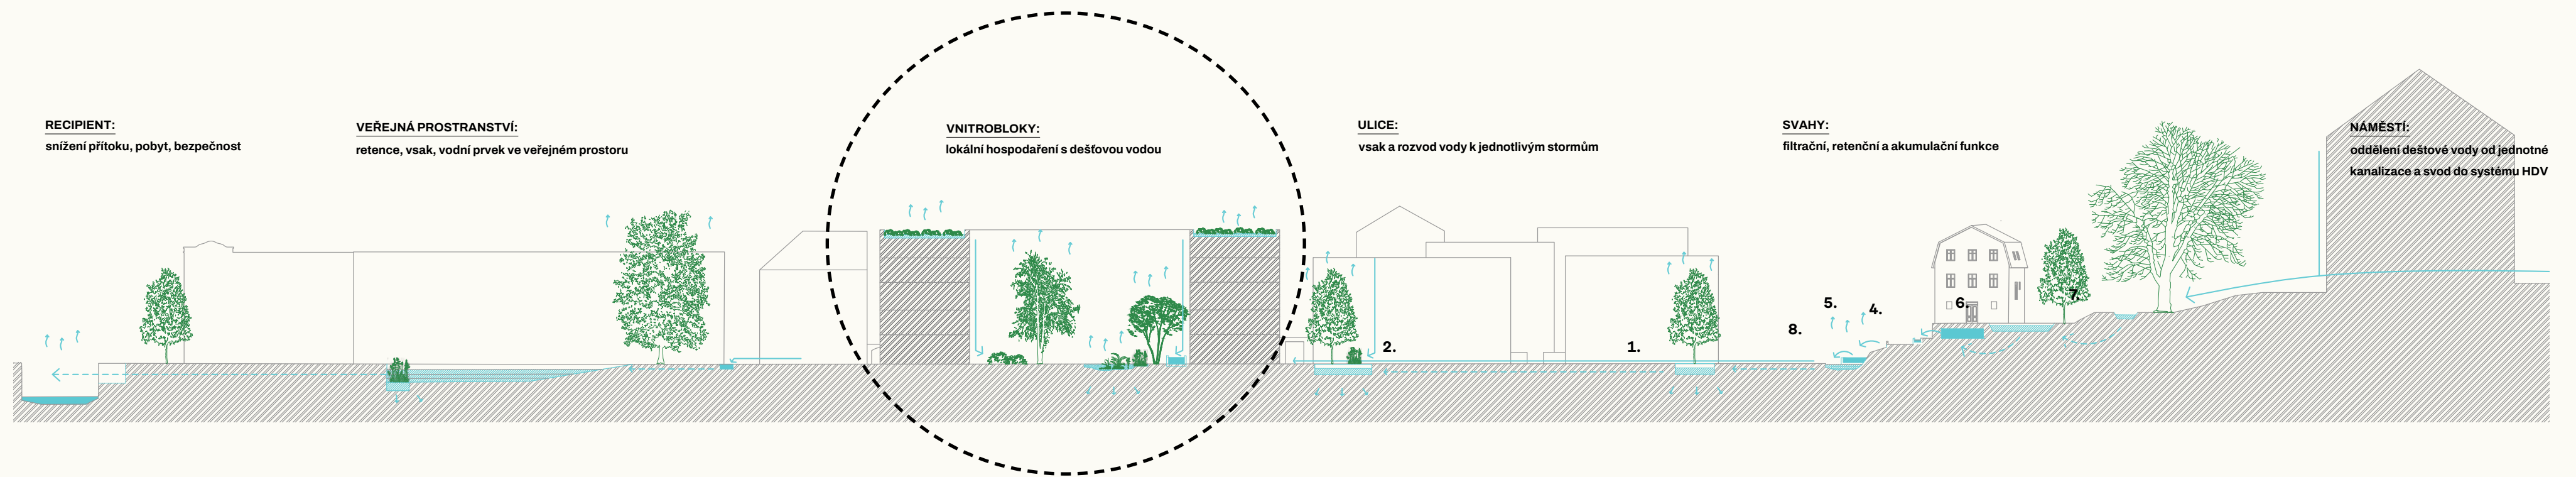 RECIPIENT:
snížení přítoku, pobyt, bezpečnost
VEŘEJNÁ PROSTRANSTVÍ:
retence, vsak, vodní prvek ve veřejném prostoru
VNITROBLOKY:
lokální hospodaření s dešťovou vodou
ULICE:
vsak a rozvod vody k jednotlivým stormům
SVAHY:
filtrační, retenční a akumulační funkce
NÁMĚSTÍ:
oddělení deštové vody od jednotné
kanalizace a svod do systému HDV
2.
1.
8.
5.
4.
6.
7.